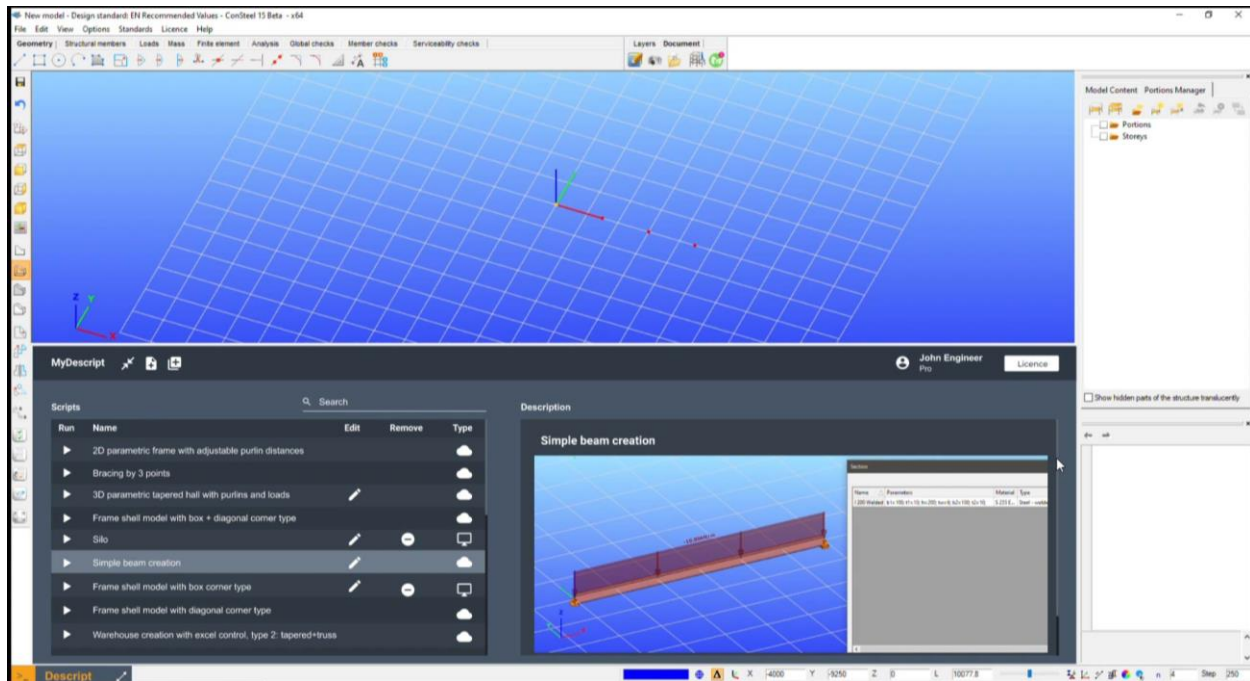 New model - Design standard: EN Recommended Values - ConSteel 15 Beta - x64
File Edit View Options Standards Licence Help
Geometry Structural members Loads Mass Finite element Analysis Global checks Member checks Serviceability checks
Layers Document
Model Content Portions Manager
Portions
Storeys
Z Y
X
Show hidden parts of the structure translucently
MyDescript
John Engineer
Pro
Licence
Scripts
Search
Run Name Edit Remove Type
2D parametric frame with adjustable purlin distances
Bracing by 3 points
3D parametric tapered hall with purlins and loads
Frame shell model with box + diagonal corner type
Silo
Simple beam creation
Frame shell model with box corner type
Frame shell model with diagonal corner type
Warehouse creation with excel control, type 2: tapered+truss
Description
Simple beam creation
Section
Name Parameters Material Type
>_ Descript
X -4000 Y -5250 Z 0 L 10077.8
n 4 Step 250